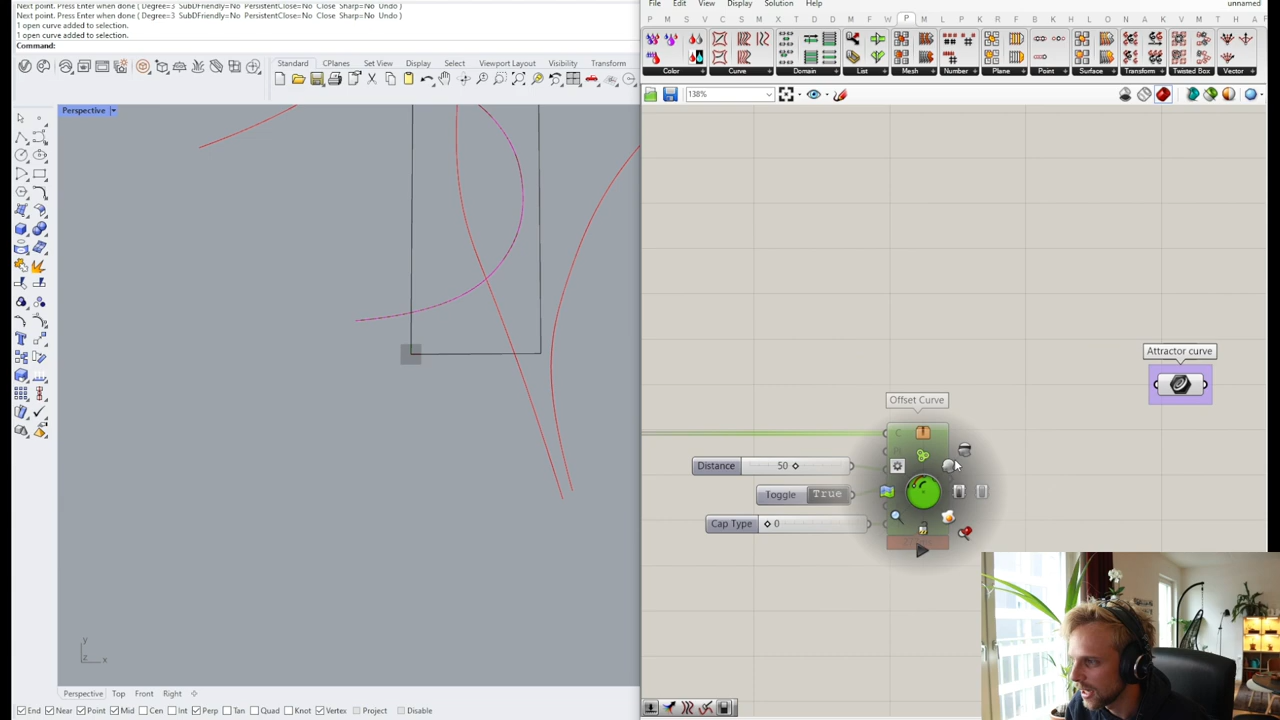 Next point. Press Enter when done ( Degree=3 SubDFriendly=No PersistentClose=No Close Sharp=No Undo )
Next point. Press Enter when done ( Degree=3 SubDFriendly=No PersistentClose=No Close Sharp=No Undo )
1 open curve added to selection.
1 open curve added to selection.
Command:
Standard CPlanes Set View Display Select Viewport Layout Visibility Transform
Perspective
y
z x
Perspective Top Front Right
End Near Point Mid Cen Int Perp Tan Quad Knot Vertex Project Disable
File Edit View Display Solution Help
unnamed
P M S V C I S M D F W A P M L P C D E A O N T S H
Color Curve Domain List Mesh Number Plane Point Surface Transform Twisted Box Vector
138%
Attractor curve
Offset Curve
Distance 50
Toggle True
Cap Type 0